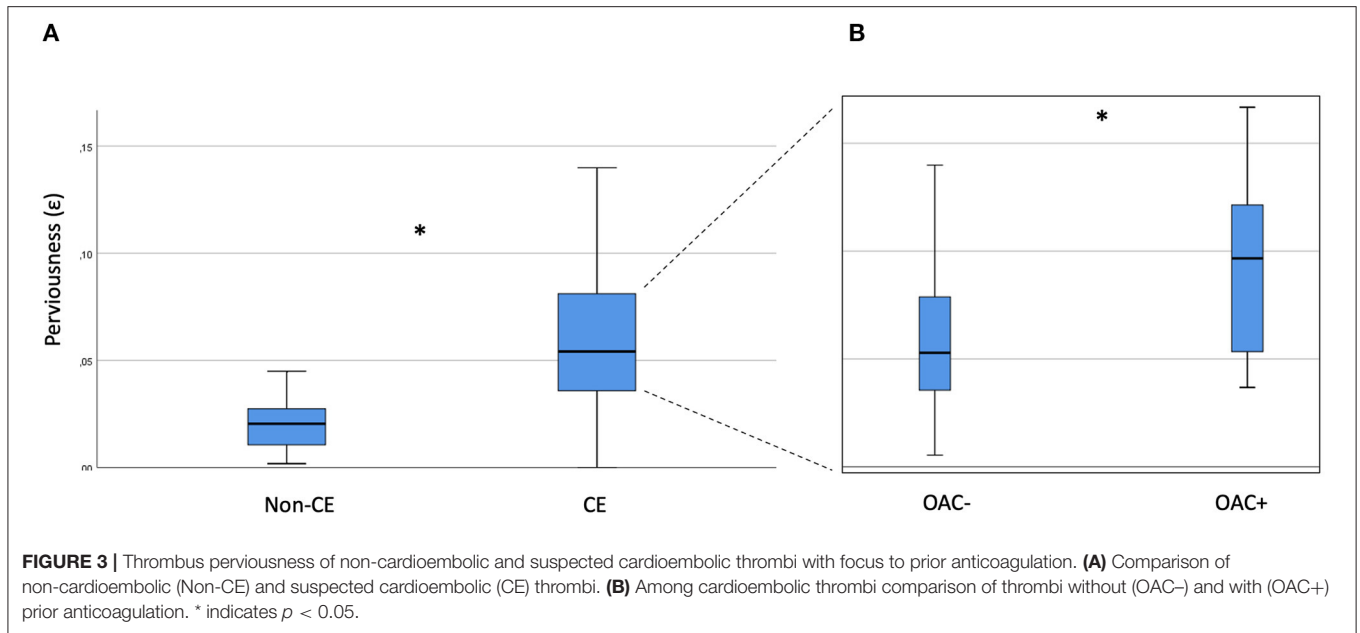 A
B
,15
,10
,05
,00
Perviousness (ε)
*
*
Non-CE
CE
OAC-
OAC+
FIGURE 3 | Thrombus perviousness of non-cardioembolic and suspected cardioembolic thrombi with focus to prior anticoagulation. (A) Comparison of
non-cardioembolic (Non-CE) and suspected cardioembolic (CE) thrombi. (B) Among cardioembolic thrombi comparison of thrombi without (OAC–) and with (OAC+)
prior anticoagulation. * indicates p < 0.05.